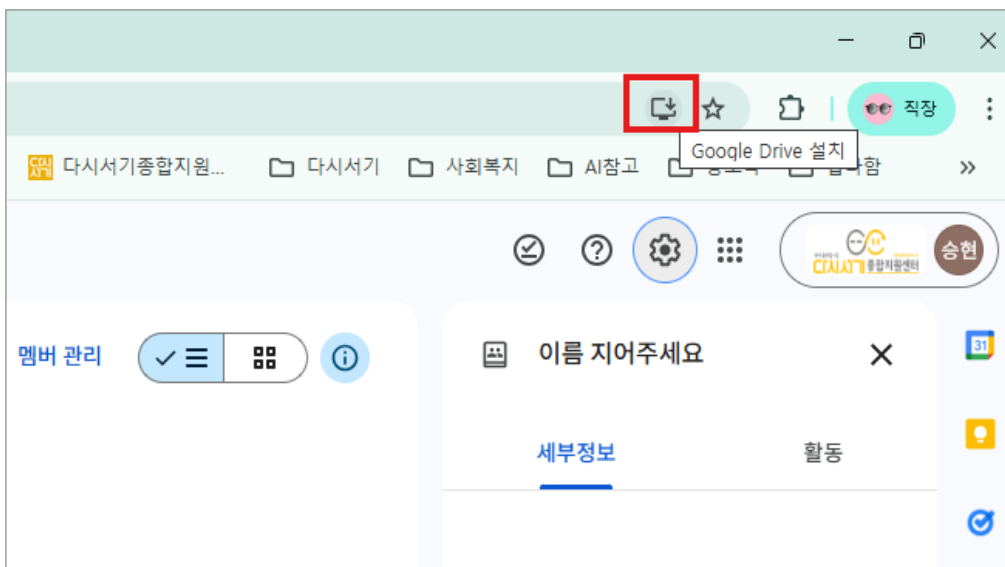 직장
Google Drive 설치
다시서기종합지원...
다시서기
사회복지
AI참고
다시서기종합지원센터
승현
멤버 관리
이름 지어주세요
31
세부정보
활동